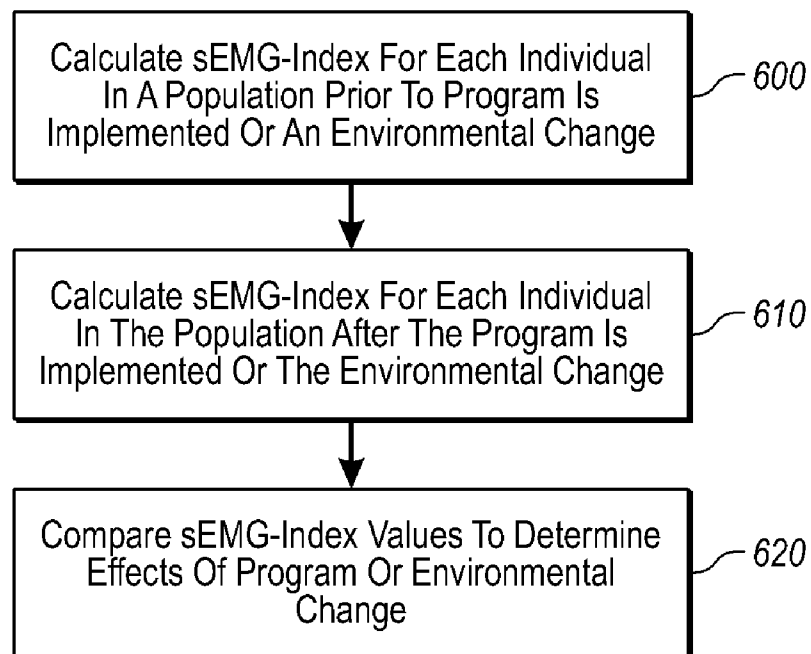 Calculate sEMG-Index For Each Individual
In A Population Prior To Program Is
Implemented Or An Environmental Change
600
Calculate sEMG-Index For Each Individual
In The Population After The Program Is
Implemented Or The Environmental Change
610
Compare sEMG-Index Values To Determine
Effects Of Program Or Environmental
Change
620